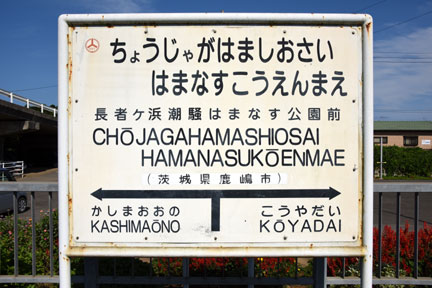 ちょうじゃがはましおさい
はまなすこうえんまえ
長者ケ浜潮騒はまなす公園前
CHŌJAGAHAMASHIOSAI
HAMANASUKŌENMAE
(茨城県鹿嶋市)
かしまおおの
KASHIMAŌNO
こうやだい
KŌYADAI